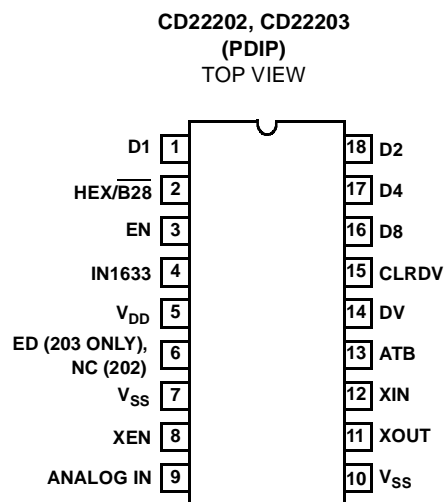 CD22202, CD22203
(PDIP)
TOP VIEW
D1 1 18 D2
HEX/B28 2 17 D4
EN 3 16 D8
IN1633 4 15 CLRDV
VDD 5 14 DV
ED (203 ONLY),
NC (202) 6 13 ATB
VSS 7 12 XIN
XEN 8 11 XOUT
ANALOG IN 9 10 VSS